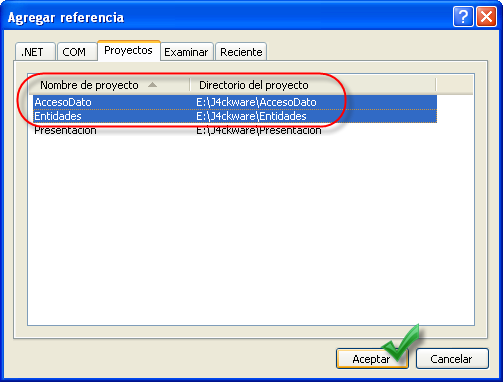 Agregar referencia
.NET COM Proyectos Examinar Reciente
Nombre de proyecto Directorio del proyecto
AccesoDato E:\J4ckware\AccesoDato
Entidades E:\J4ckware\Entidades
Presentacion E:\J4ckware\Presentacion
Aceptar Cancelar